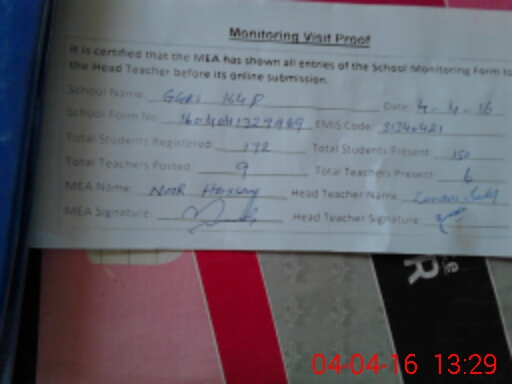 Monitoring Visit Proof
It is certified that the MEA has shown all entries of the School Monitoring Form to
the Head Teacher before its online submission.
School Name: GGPS 164 P Date: 4-4-16
School Form No EMIS Code:
Total Students Registered: 172 Total Students Present: 150
Total Teachers Posted: 9 Total Teachers Present: 6
MEA Name: Noor Head Teacher Name:
MEA Signature: Head Teacher Signature:
R
04-04-16 13:29